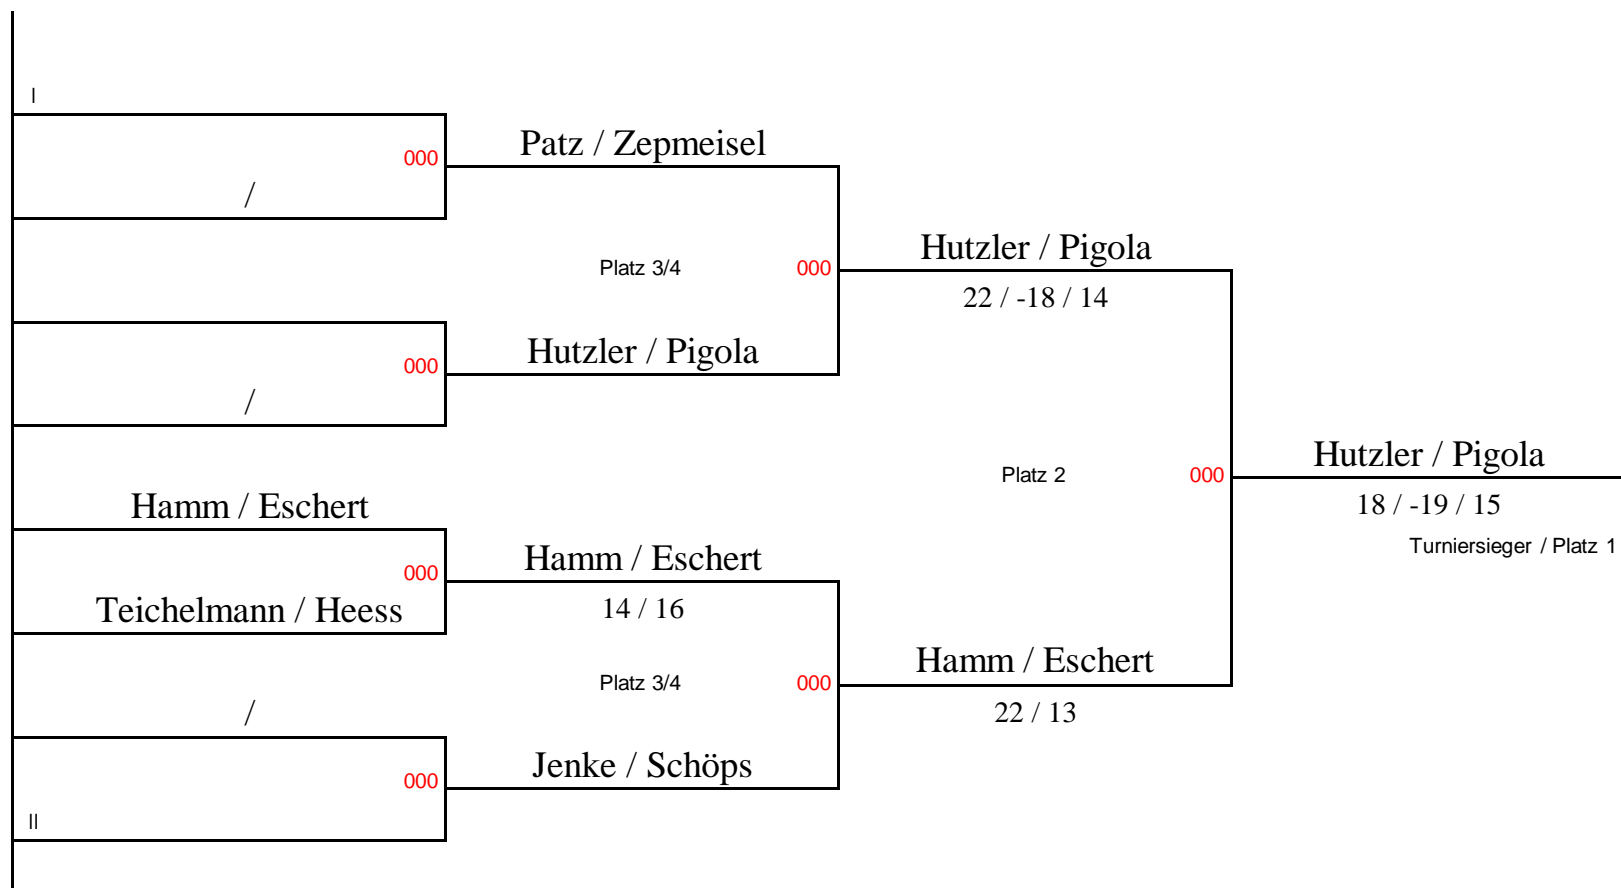 I
000
Patz / Zepmeisel
/
Platz 3/4
000
Hutzler / Pigola
22 / -18 / 14
000
Hutzler / Pigola
/
Platz 2
000
Hutzler / Pigola
18 / -19 / 15
Turniersieger / Platz 1
Hamm / Eschert
000
Hamm / Eschert
Teichelmann / Heess
14 / 16
Platz 3/4
000
Hamm / Eschert
22 / 13
/
000
Jenke / Schöps
II